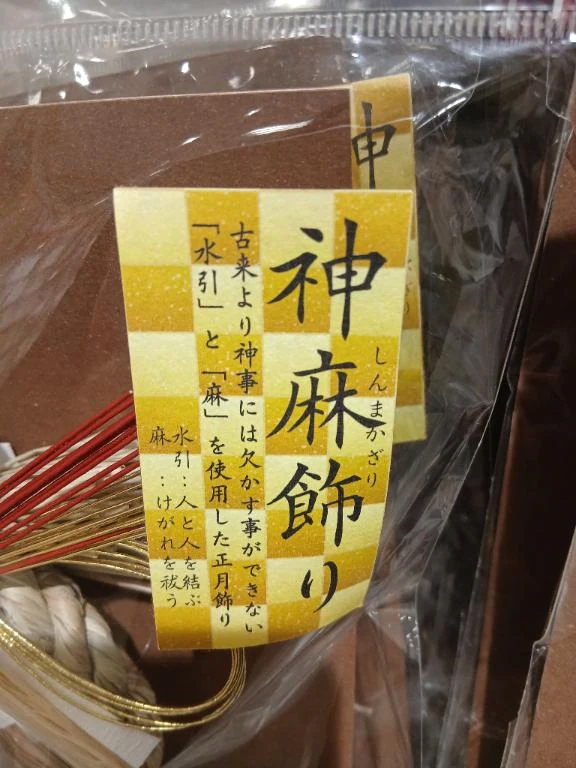 神麻飾り
しんまかざり
古来より神事には欠かす事ができない
「水引」と「麻」を使用した正月飾り
水引：人と人を結ぶ
麻：けがれを祓う
神